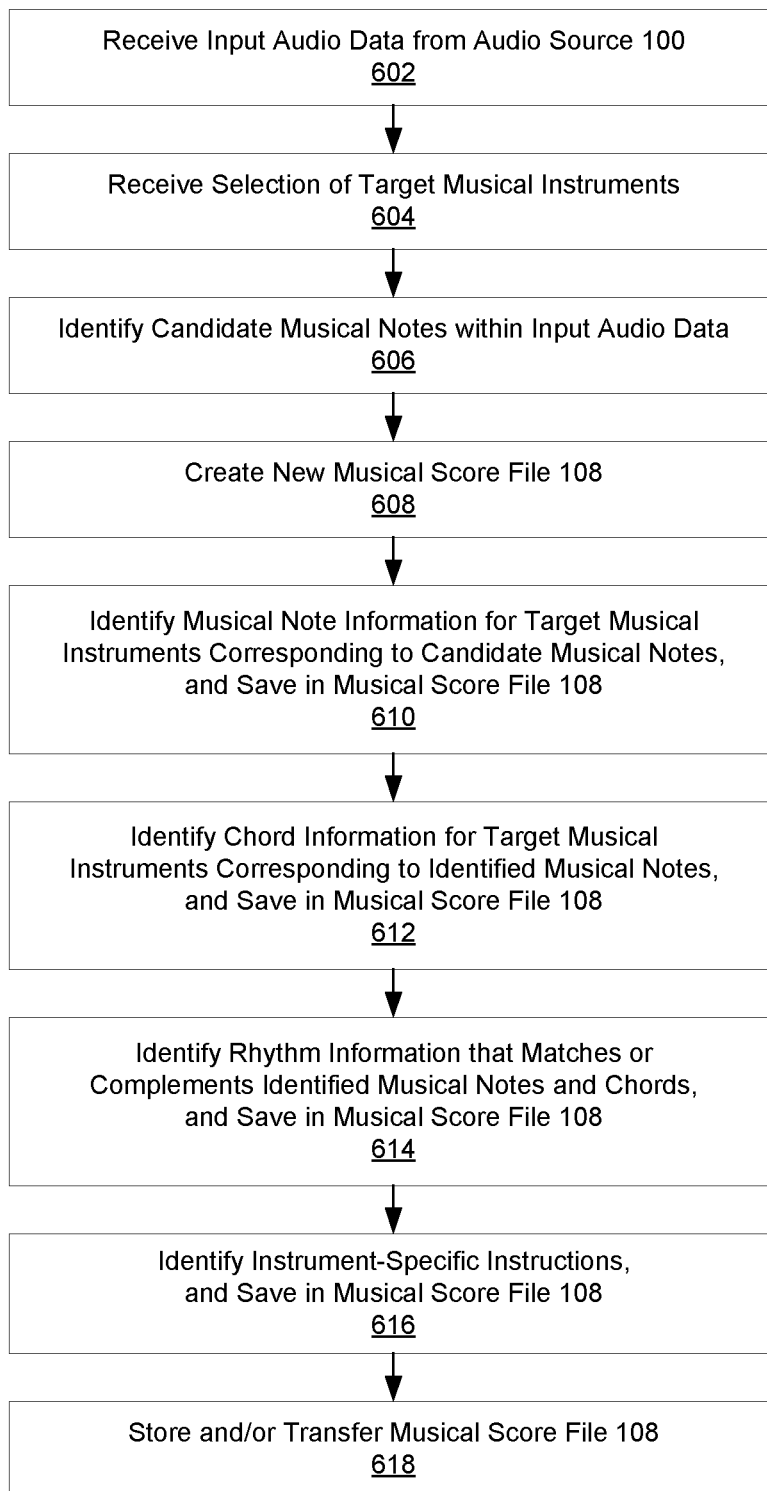 Receive Input Audio Data from Audio Source 100
602
Receive Selection of Target Musical Instruments
604
Identify Candidate Musical Notes within Input Audio Data
606
Create New Musical Score File 108
608
Identify Musical Note Information for Target Musical
Instruments Corresponding to Candidate Musical Notes,
and Save in Musical Score File 108
610
Identify Chord Information for Target Musical
Instruments Corresponding to Identified Musical Notes,
and Save in Musical Score File 108
612
Identify Rhythm Information that Matches or
Complements Identified Musical Notes and Chords,
and Save in Musical Score File 108
614
Identify Instrument-Specific Instructions,
and Save in Musical Score File 108
616
Store and/or Transfer Musical Score File 108
618